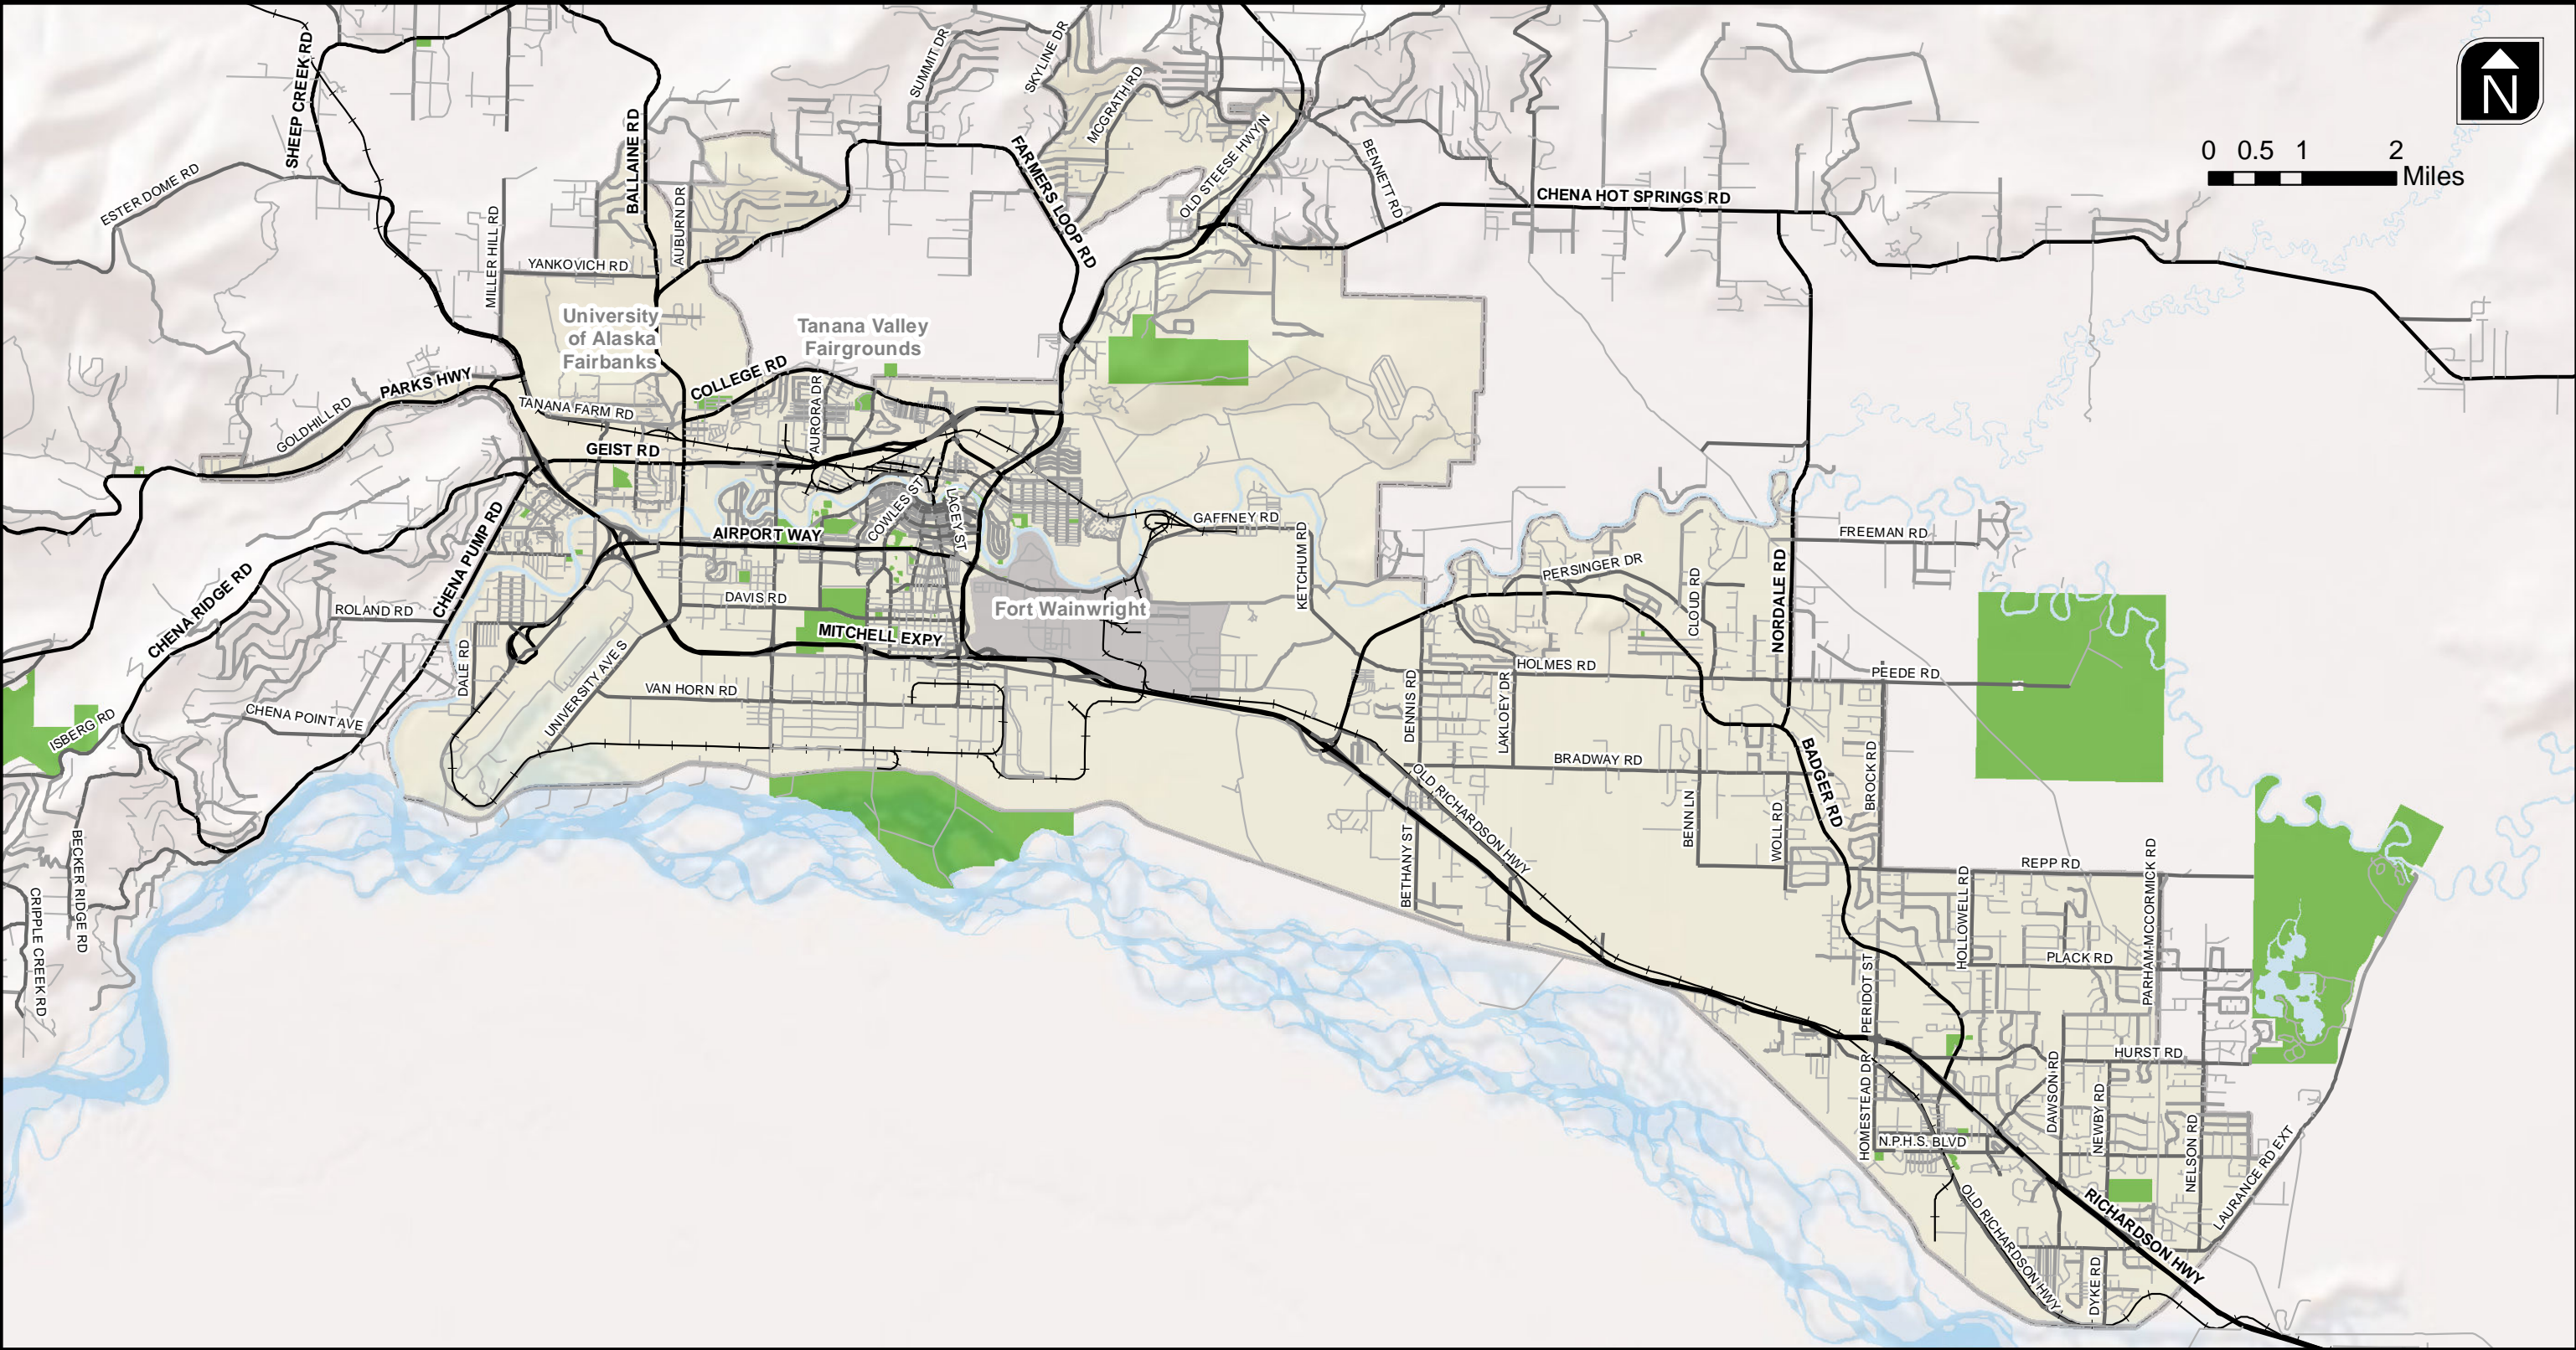 N
0 0.5 1 2
Miles
SHEEP CREEK RD
SUMMIT DR
SKYLINE DR
MCGRATH RD
BALLAINE RD
FARMERS LOOP RD
OLD STEESE HWY N
BENNETT RD
ESTER DOME RD
CHENA HOT SPRINGS RD
MILLER HILL RD
AUBURN DR
YANKOVICH RD
University
of Alaska
Fairbanks
Tanana Valley
Fairgrounds
COLLEGE RD
PARKS HWY
GOLDHILL RD
TANANA FARM RD
AURORA DR
GEIST RD
COWLES ST
LACEY ST
GAFFNEY RD
KETCHUM RD
AIRPORT WAY
CHENA PUMP RD
FREEMAN RD
PERSINGER DR
CLOUD RD
NORDALE RD
CHENA RIDGE RD
ROLAND RD
DAVIS RD
Fort Wainwright
MITCHELL EXPY
DALE RD
UNIVERSITY AVE S
VAN HORN RD
HOLMES RD
PEEDE RD
DENNIS RD
LAKLOEY DR
ISBERG RD
CHENA POINT AVE
BRADWAY RD
BADGER RD
BROCK RD
OLD RICHARDSON HWY
BENN LN
WOLL RD
BETHANY ST
BECKER RIDGE RD
CRIPPLE CREEK RD
REPP RD
HOLLOWELL RD
PARHAM-MCCORMICK RD
PLACK RD
PERIDOT ST
HURST RD
HOMESTEAD DR
DAWSON RD
NEWBY RD
NELSON RD
N.P.H.S. BLVD
LAURANCE RD EXT
OLD RICHARDSON HWY
RICHARDSON HWY
DYKE RD